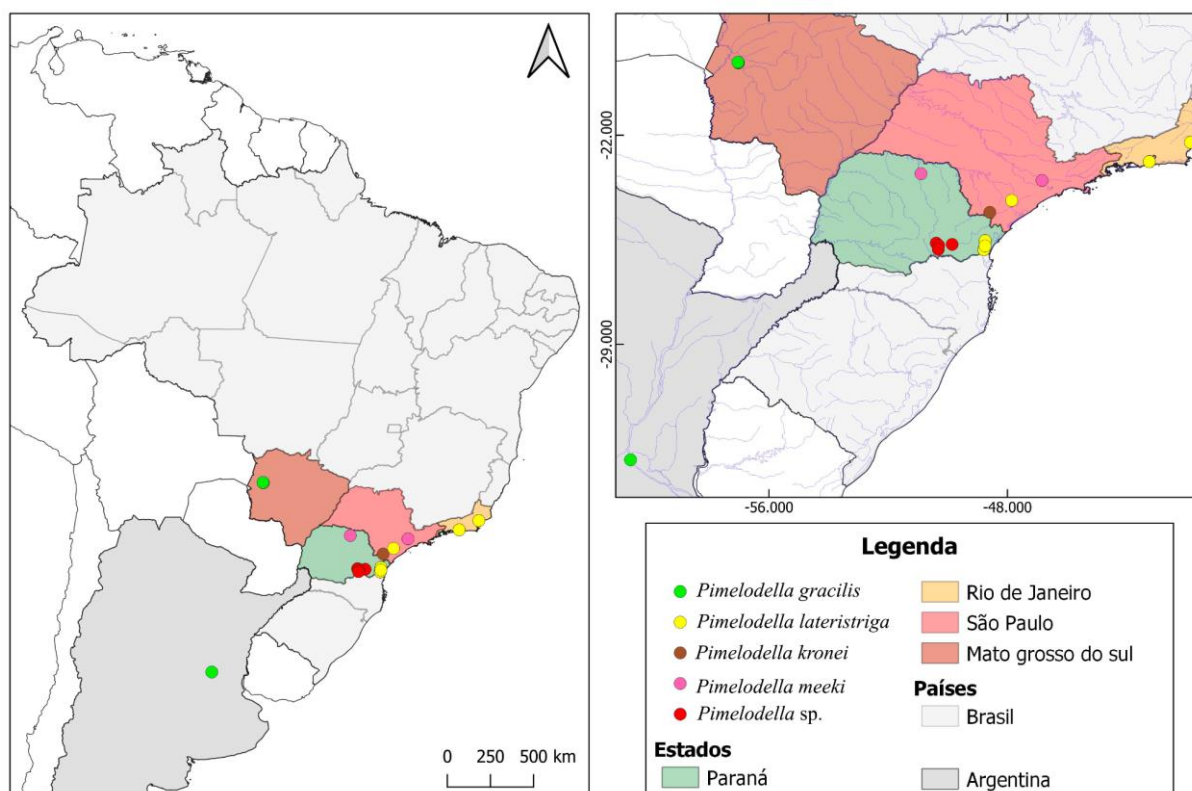 0 250 500 km
-22.000
-29.000
-56.000 -48.000
Legenda
Pimelodella gracilis
Pimelodella lateristriga
Pimelodella kronei
Pimelodella meeki
Pimelodella sp.
Estados
Paraná
Rio de Janeiro
São Paulo
Mato grosso do sul
Países
Brasil
Argentina